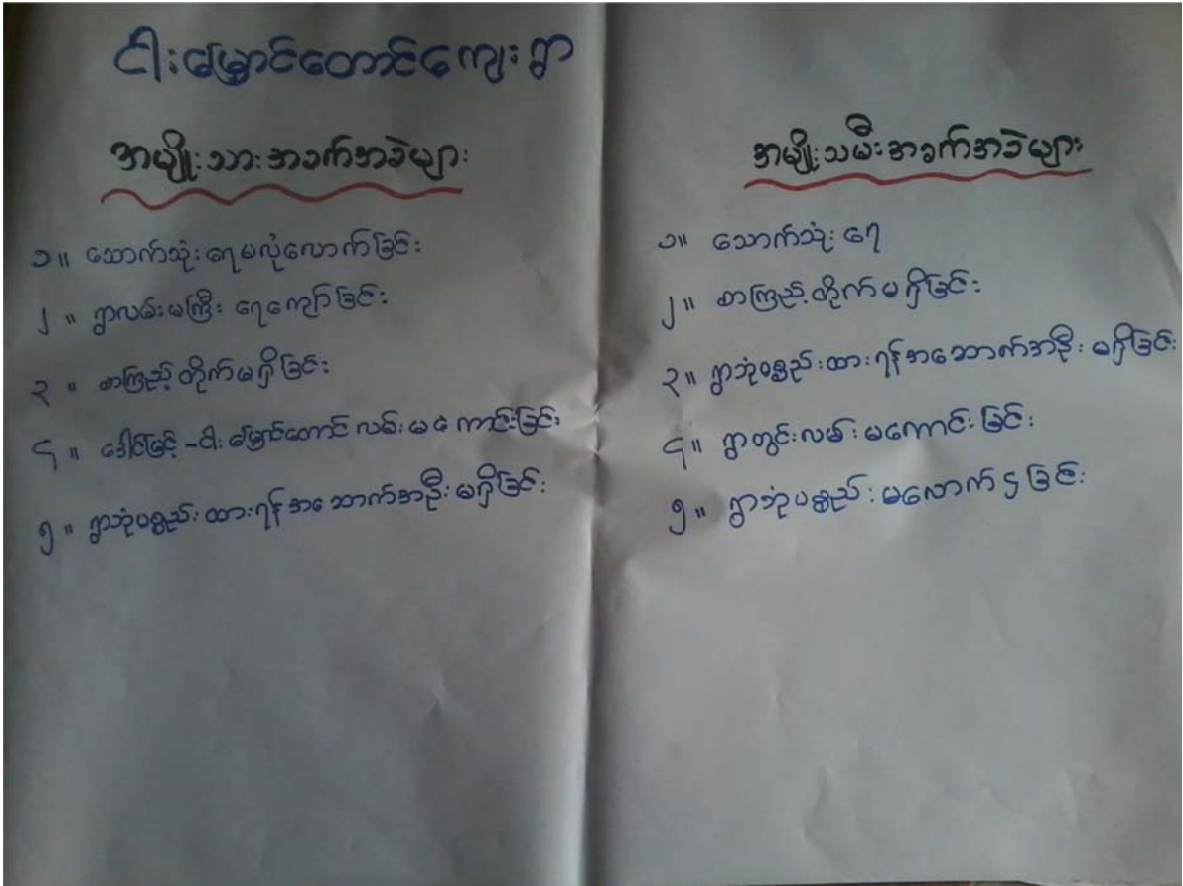 ငါးမြှောင်တောင်ကျေးရွာ
အမျိုးသားအခက်အခဲများ
၁။ သောက်သုံးရေမလုံလောက်ခြင်း
၂။ ရွာလမ်းမကြီး ရေကျော်ခြင်း
၃။ စာကြည့်တိုက်မရှိခြင်း
၄။ ဒေါင်မြင့်-ငါးမြှောင်တောင် လမ်းမကောင်းခြင်း
၅။ ရွာဘုံပစ္စည်းထားရန်အဆောက်အဦးမရှိခြင်း
အမျိုးသမီးအခက်အခဲများ
၁။ သောက်သုံးရေ
၂။ စာကြည့်တိုက်မရှိခြင်း
၃။ ရွာဘုံပစ္စည်းထားရန်အဆောက်အဦးမရှိခြင်း
၄။ ရွာတွင်းလမ်းမကောင်းခြင်း
၅။ ရွာဘုံပစ္စည်းမလောက်ငှခြင်း